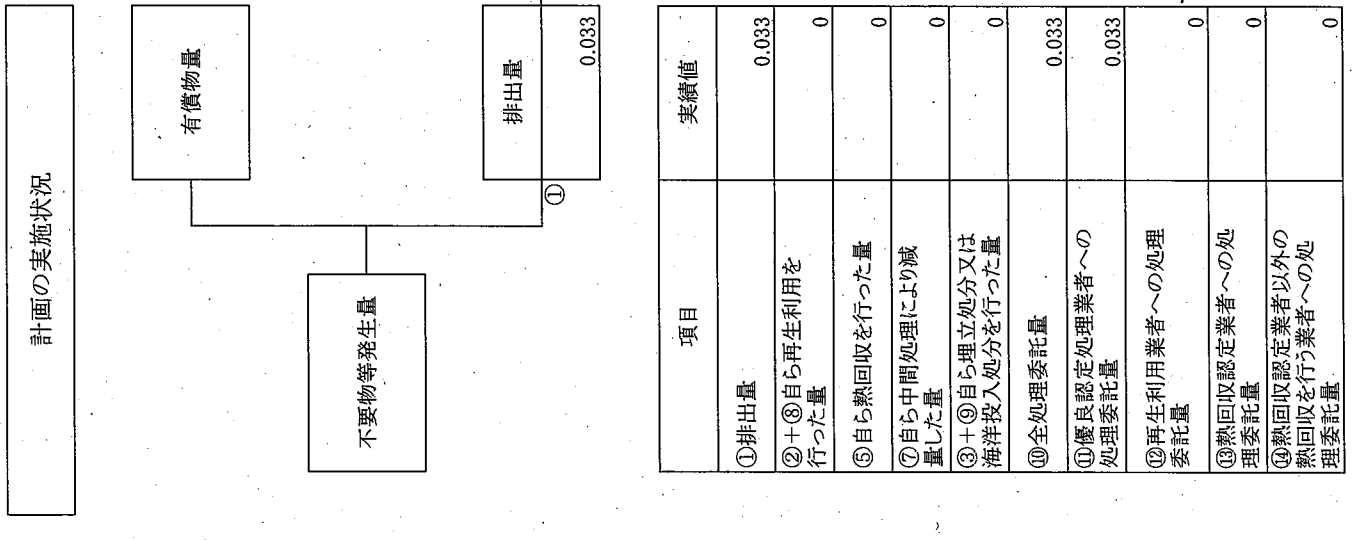 計画の実施状況
有償物量
不要物等発生量
排出量
①
0.033
項目
実績値
①排出量
0.033
②+⑧自ら再生利用を
行った量
0
⑤自ら熱回収を行った量
0
⑦自ら中間処理により減
量した量
0
③+⑨自ら埋立処分又は
海洋投入処分を行った量
0
⑩全処理委託量
0.033
⑪優良認定処理業者への
処理委託量
0.033
⑫再生利用業者への処理
委託量
0
⑬熱回収認定業者への処
理委託量
0
⑭熱回収認定業者以外の
熱回収を行う業者への処
理委託量
0